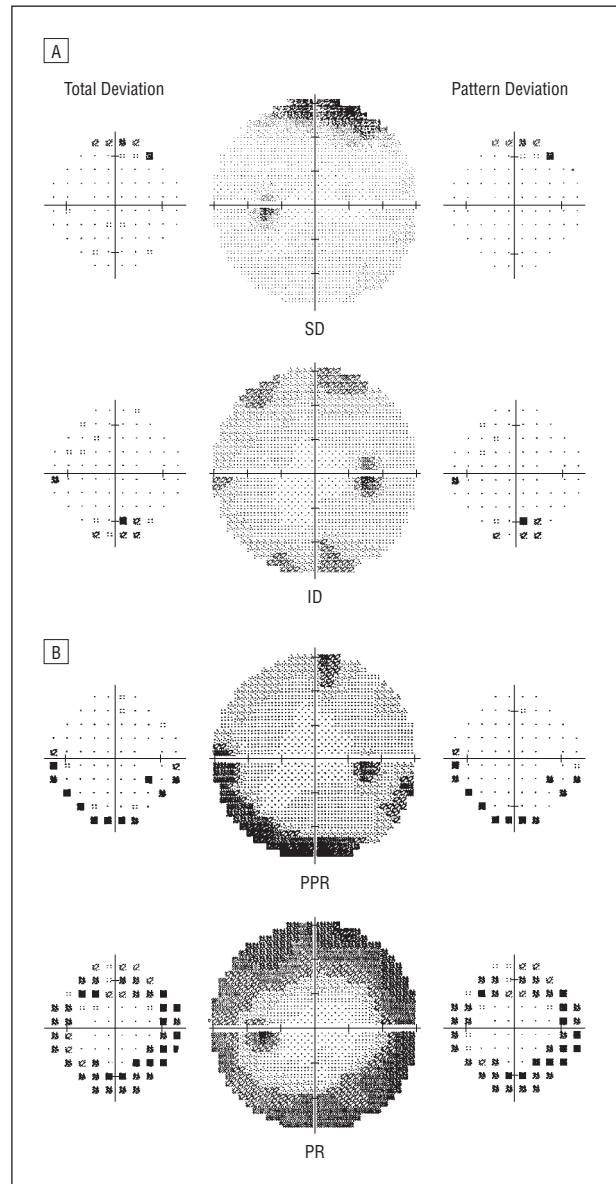 A
Total Deviation
Pattern Deviation
SD
ID
B
PPR
PR